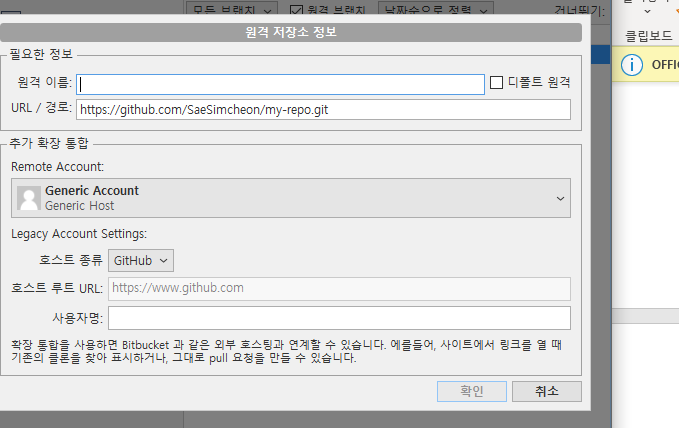 모든 브랜치 원격 브랜치 날짜순으로 정렬 건너뛰기:
클립보드
원격 저장소 정보
필요한 정보
원격 이름: 디폴트 원격
URL / 경로: https://github.com/SaeSimcheon/my-repo.git
추가 확장 통합
Remote Account:
Generic Account
Generic Host
Legacy Account Settings:
호스트 종류 GitHub
호스트 루트 URL: https://www.github.com
사용자명:
확장 통합을 사용하면 Bitbucket 과 같은 외부 호스팅과 연계할 수 있습니다. 예를들어, 사이트에서 링크를 열 때
기존의 클론을 찾아 표시하거나, 그대로 pull 요청을 만들 수 있습니다.
확인 취소